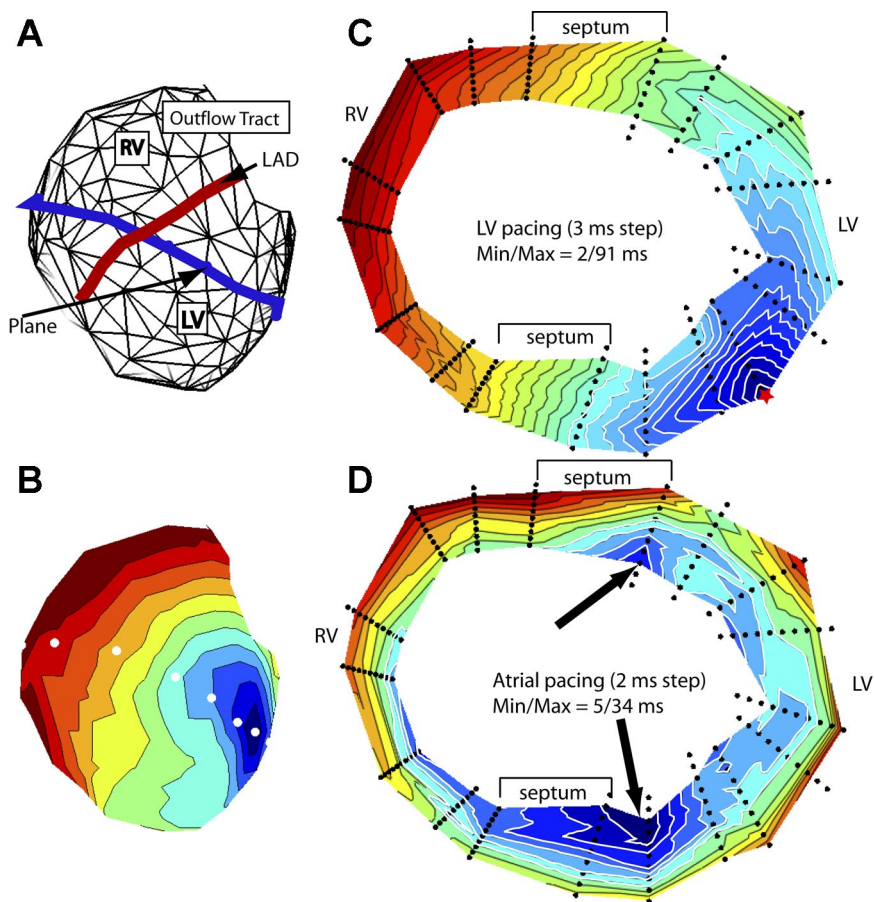 A
Outflow Tract
RV
LAD
Plane
LV
B
C
septum
RV
LV pacing (3 ms step)
Min/Max = 2/91 ms
LV
septum
D
septum
RV
Atrial pacing (2 ms step)
Min/Max = 5/34 ms
LV
septum